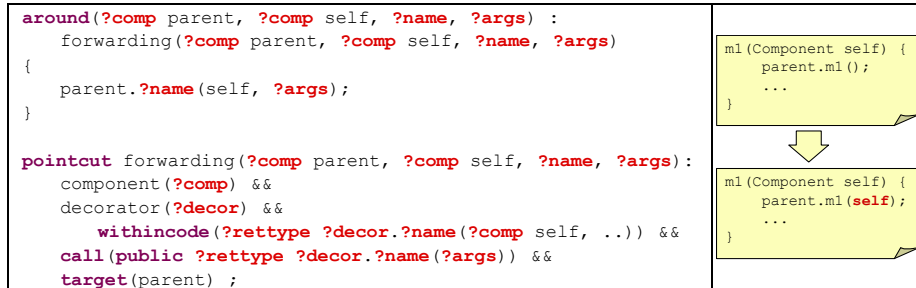 around(?comp parent, ?comp self, ?name, ?args) :
forwarding(?comp parent, ?comp self, ?name, ?args)
{
parent.?name(self, ?args);
}
pointcut forwarding(?comp parent, ?comp self, ?name, ?args):
component(?comp) &&
decorator(?decor) &&
withincode(?rettype ?decor.?name(?comp self, ..)) &&
call(public ?rettype ?decor.?name(?args)) &&
target(parent) ;
m1(Component self) {
parent.m1();
...
}
m1(Component self) {
parent.m1(self);
...
}